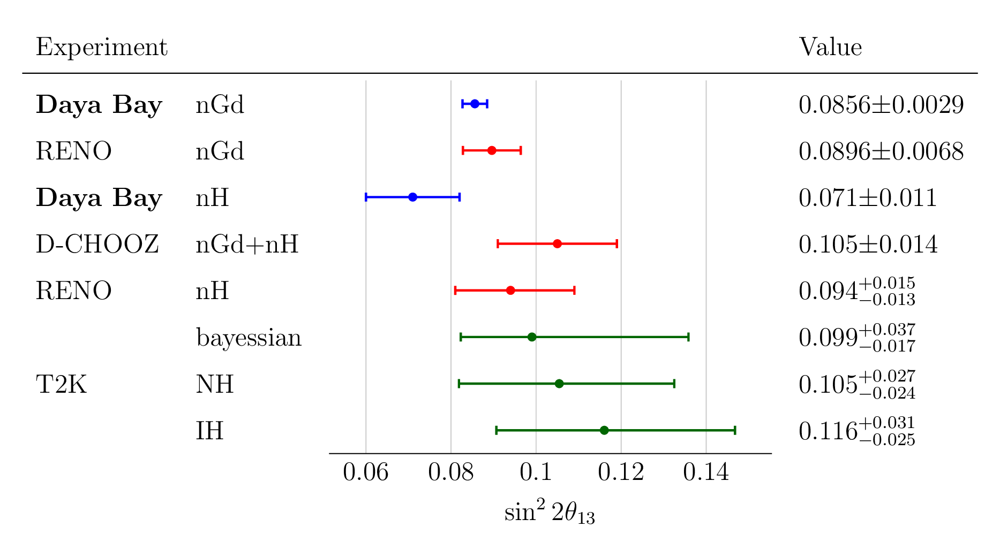 Experiment Value
Daya Bay nGd 0.0856±0.0029
RENO nGd 0.0896±0.0068
Daya Bay nH 0.071±0.011
D-CHOOZ nGd+nH 0.105±0.014
RENO nH 0.094 +0.015 −0.013
bayessian 0.099 +0.037 −0.017
T2K NH 0.105 +0.027 −0.024
IH 0.116 +0.031 −0.025
0.06 0.08 0.1 0.12 0.14
sin² 2θ₁₃